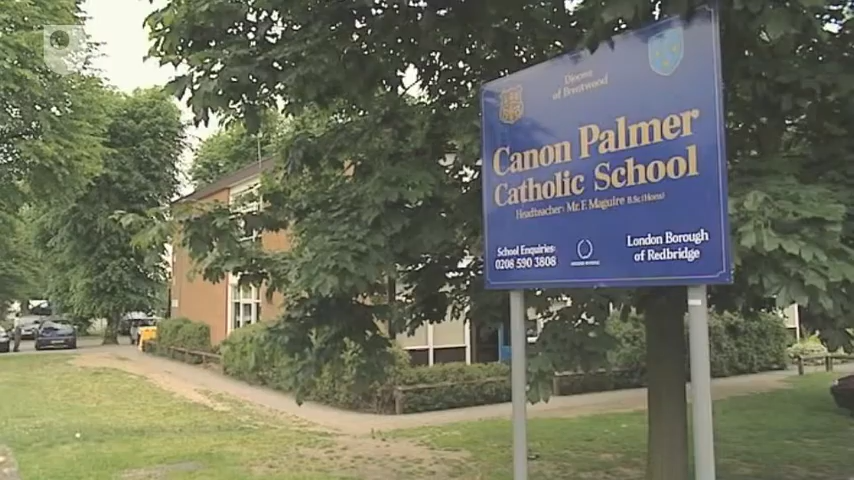 Diocese
of Brentwood
Canon Palmer
Catholic School
Headteacher: Mr. F. Maguire B.Sc (Hons)
School Enquiries:
0208 590 3808
London Borough
of Redbridge